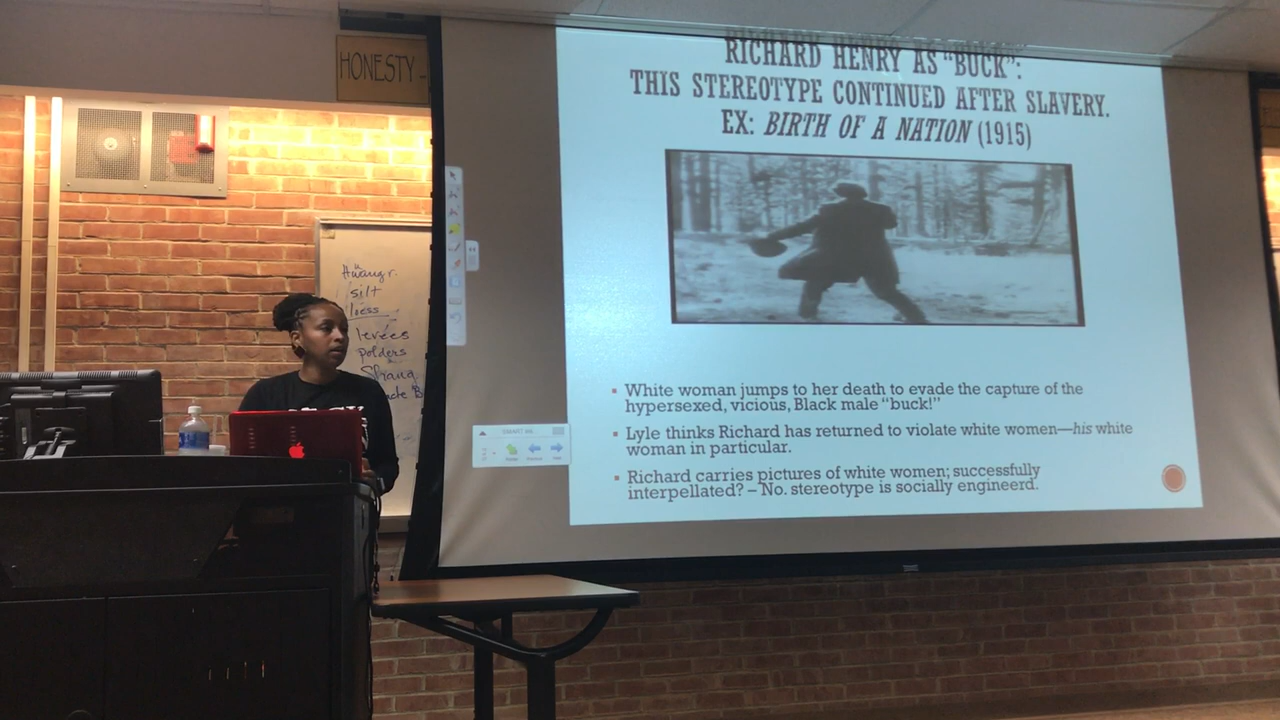 HONESTY -
RICHARD HENRY AS "BUCK":
THIS STEREOTYPE CONTINUED AFTER SLAVERY.
EX: BIRTH OF A NATION (1915)
▪ White woman jumps to her death to evade the capture of the
hypersexed, vicious, Black male "buck!"
▪ Lyle thinks Richard has returned to violate white women—his white
woman in particular.
▪ Richard carries pictures of white women; successfully
interpellated? – No. stereotype is socially engineerd.
Hwang r.
silt
loess
levees
polders